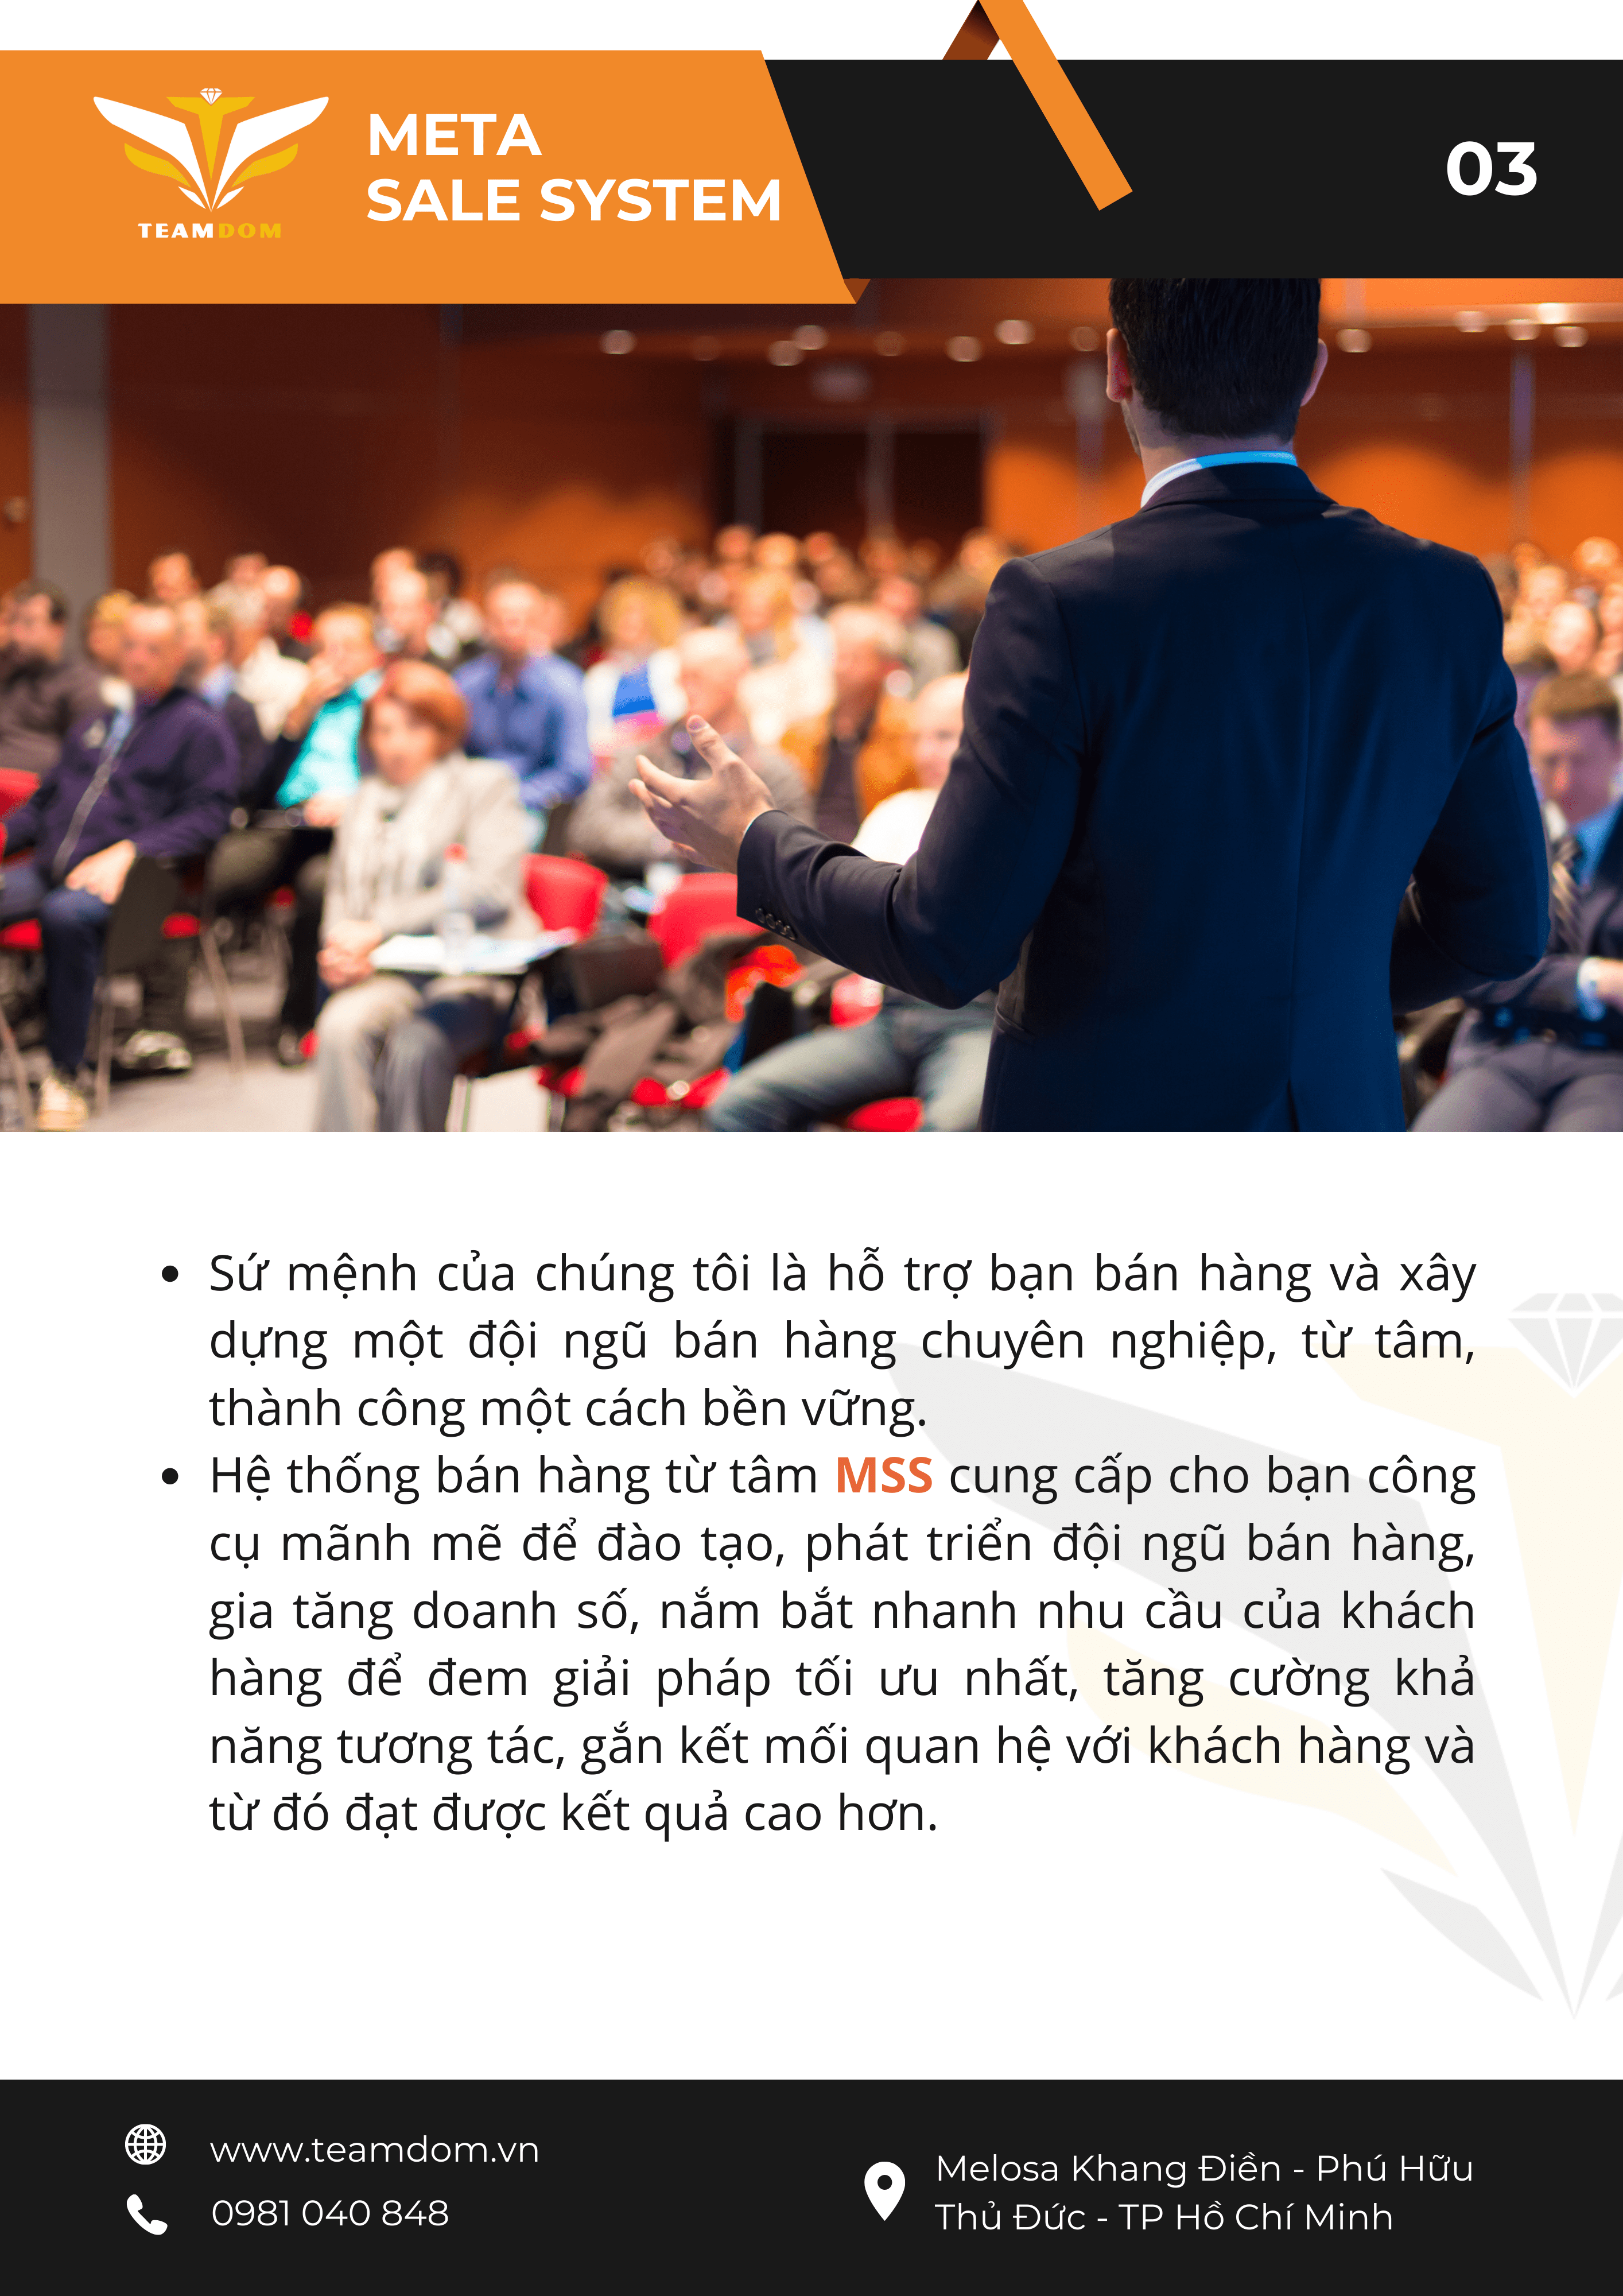 META
SALE SYSTEM
TEAMDOM
03
• Sứ mệnh của chúng tôi là hỗ trợ bạn bán hàng và xây
dựng một đội ngũ bán hàng chuyên nghiệp, từ tâm,
thành công một cách bền vững.
• Hệ thống bán hàng từ tâm MSS cung cấp cho bạn công
cụ mãnh mẽ để đào tạo, phát triển đội ngũ bán hàng,
gia tăng doanh số, nắm bắt nhanh nhu cầu của khách
hàng để đem giải pháp tối ưu nhất, tăng cường khả
năng tương tác, gắn kết mối quan hệ với khách hàng và
từ đó đạt được kết quả cao hơn.
www.teamdom.vn
0981 040 848
Melosa Khang Điền - Phú Hữu
Thủ Đức - TP Hồ Chí Minh